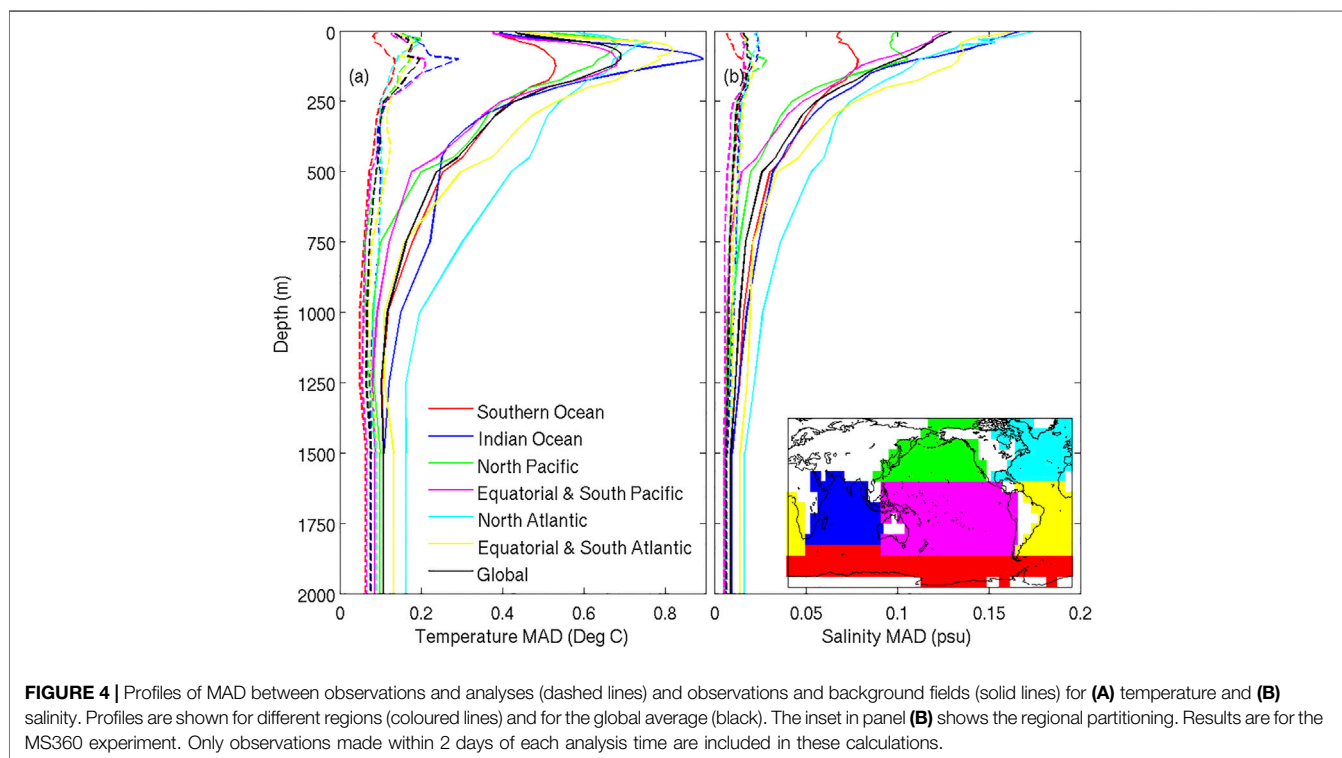 0
250
500
750
1000
1250
1500
1750
2000
Depth (m)
(a)
Southern Ocean
Indian Ocean
North Pacific
Equatorial & South Pacific
North Atlantic
Equatorial & South Atlantic
Global
0
0.2
0.4
0.6
0.8
Temperature MAD (Deg C)
(b)
0
0.05
0.1
0.15
0.2
Salinity MAD (psu)
FIGURE 4 | Profiles of MAD between observations and analyses (dashed lines) and observations and background fields (solid lines) for (A) temperature and (B)
salinity. Profiles are shown for different regions (coloured lines) and for the global average (black). The inset in panel (B) shows the regional partitioning. Results are for the
MS360 experiment. Only observations made within 2 days of each analysis time are included in these calculations.